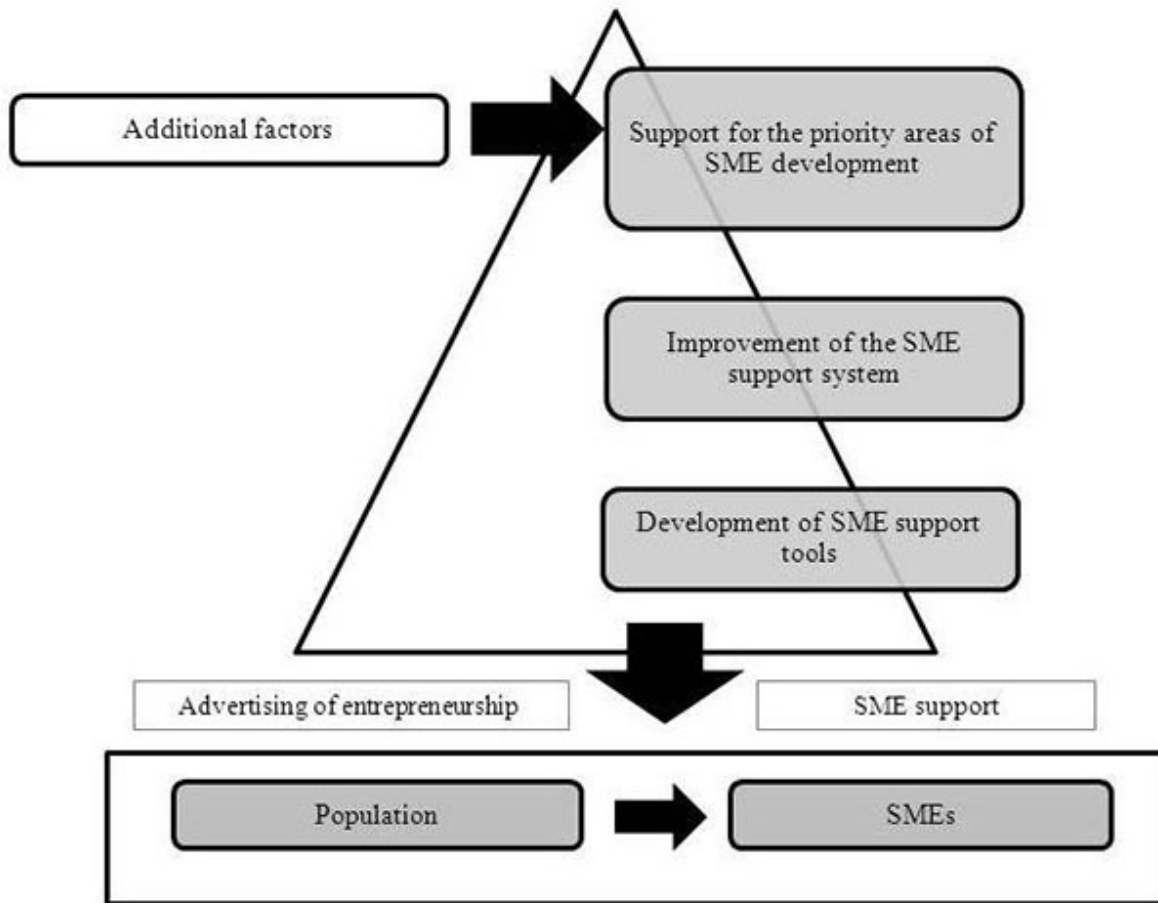 Additional factors
Support for the priority areas of
SME development
Improvement of the SME
support system
Development of SME support
tools
Advertising of entrepreneurship
SME support
Population
SMEs